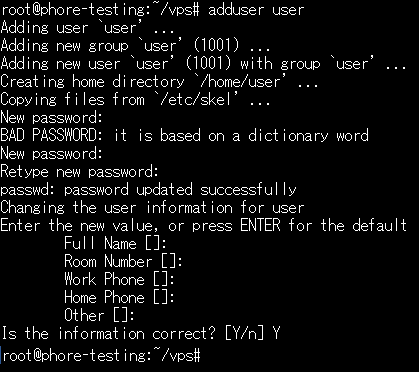 root@phore-testing:~/vps# adduser user
Adding user `user' ...
Adding new group `user' (1001) ...
Adding new user `user' (1001) with group `user' ...
Creating home directory `/home/user' ...
Copying files from `/etc/skel' ...
New password:
BAD PASSWORD: it is based on a dictionary word
New password:
Retype new password:
passwd: password updated successfully
Changing the user information for user
Enter the new value, or press ENTER for the default
Full Name []:
Room Number []:
Work Phone []:
Home Phone []:
Other []:
Is the information correct? [Y/n] Y
root@phore-testing:~/vps#